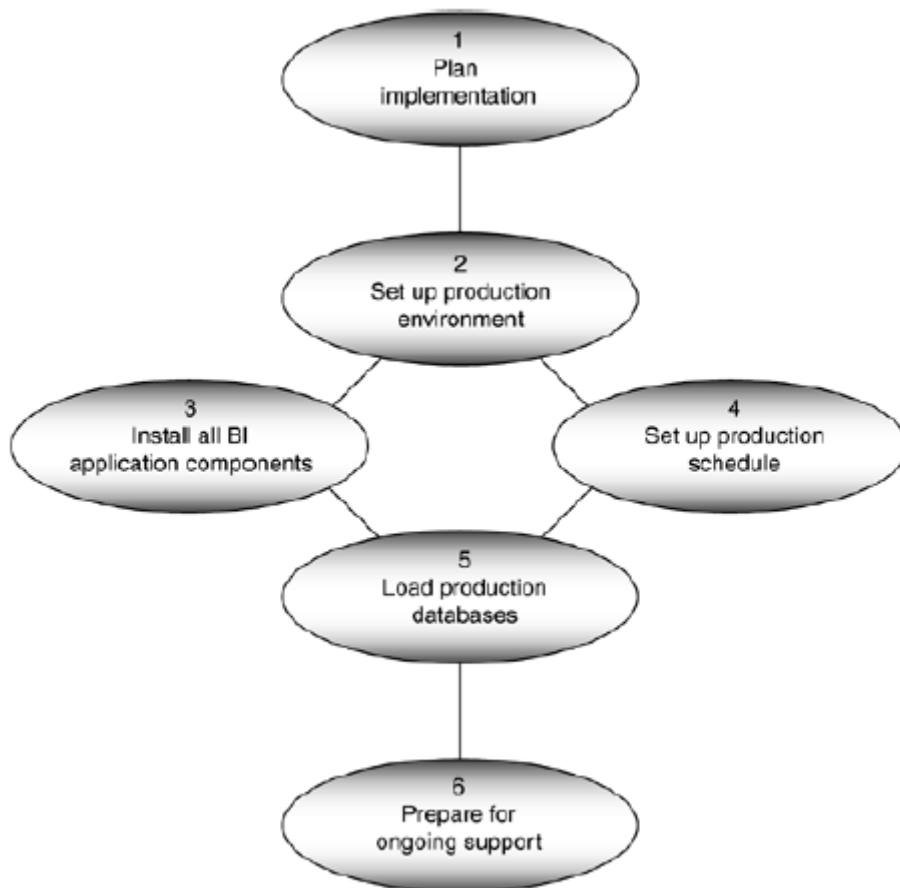 1
Plan
implementation
2
Set up production
environment
3
Install all BI
application components
4
Set up production
schedule
5
Load production
databases
6
Prepare for
ongoing support